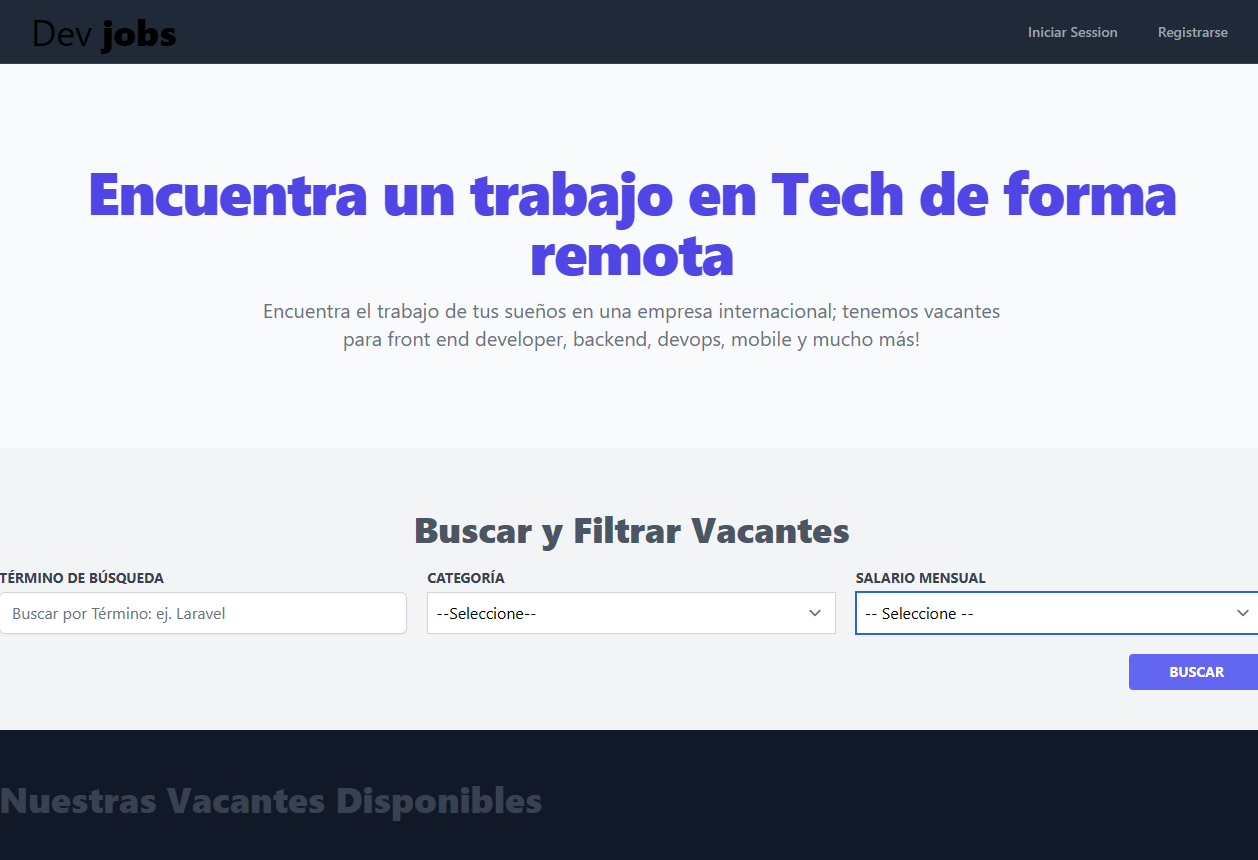 Dev jobs
Iniciar Session
Registrarse
Encuentra un trabajo en Tech de forma
remota
Encuentra el trabajo de tus sueños en una empresa internacional; tenemos vacantes
para front end developer, backend, devops, mobile y mucho más!
Buscar y Filtrar Vacantes
TÉRMINO DE BÚSQUEDA
CATEGORÍA
SALARIO MENSUAL
Buscar por Término: ej. Laravel
--Seleccione--
-- Seleccione --
BUSCAR
Nuestras Vacantes Disponibles